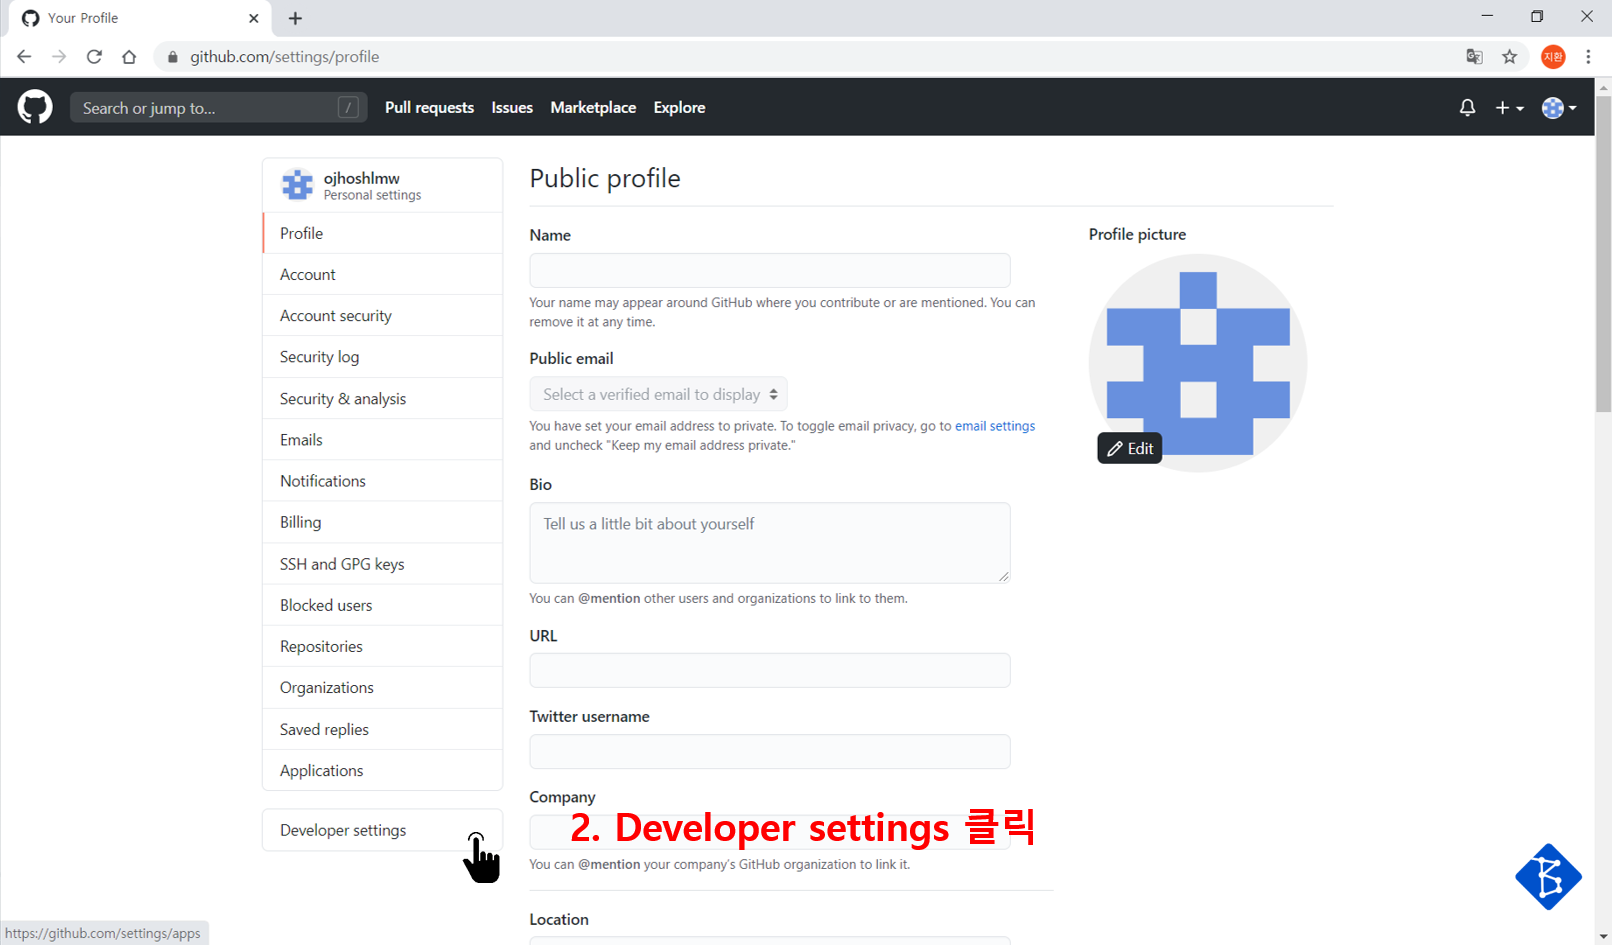 Your Profile
github.com/settings/profile
지환
Search or jump to...
/
Pull requests
Issues
Marketplace
Explore
ojhoshlmw
Personal settings
Profile
Account
Account security
Security log
Security & analysis
Emails
Notifications
Billing
SSH and GPG keys
Blocked users
Repositories
Organizations
Saved replies
Applications
Developer settings
Public profile
Name
Your name may appear around GitHub where you contribute or are mentioned. You can
remove it at any time.
Public email
Select a verified email to display
You have set your email address to private. To toggle email privacy, go to email settings
and uncheck "Keep my email address private."
Bio
Tell us a little bit about yourself
You can @mention other users and organizations to link to them.
URL
Twitter username
Company
2. Developer settings 클릭
You can @mention your company's GitHub organization to link it.
Location
Profile picture
Edit
https://github.com/settings/apps